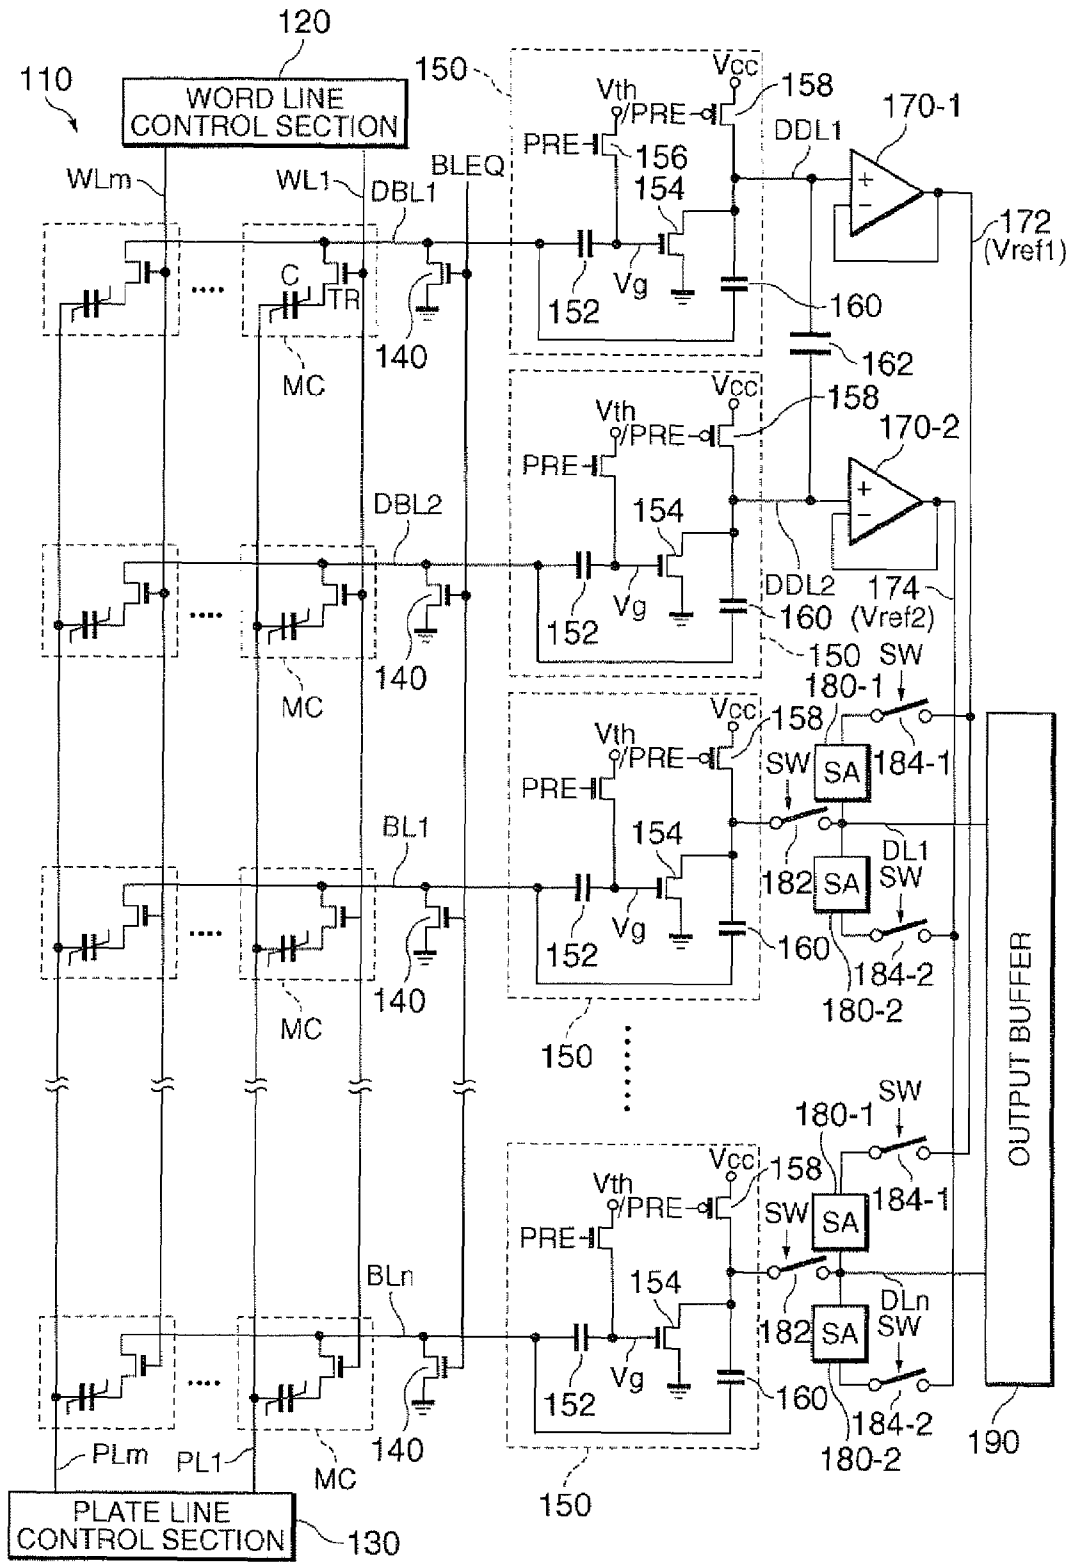 120
110
WORD LINE
CONTROL SECTION
150
Vcc
Vth
/PRE
158
170-1
PRE
156
DDL1
WLm
WL1
DBL1
BLEQ
154
+
−
172
(Vref1)
C
TR
140
152
Vg
160
162
MC
Vcc
Vth
/PRE
158
170-2
PRE
DBL2
154
+
−
DDL2
174
(Vref2)
Vg
160
152
140
MC
150
SW
180-1
Vcc
Vth
/PRE
158
SW
SA
184-1
PRE
BL1
154
DL1
182
SA
SW
Vg
152
160
184-2
140
MC
180-2
150
OUTPUT BUFFER
SW
180-1
Vcc
Vth
/PRE
158
SW
SA
184-1
PRE
BLn
154
DLn
182
SA
SW
Vg
152
160
184-2
140
180-2
190
PLm
PL1
MC
150
PLATE LINE
CONTROL SECTION
130